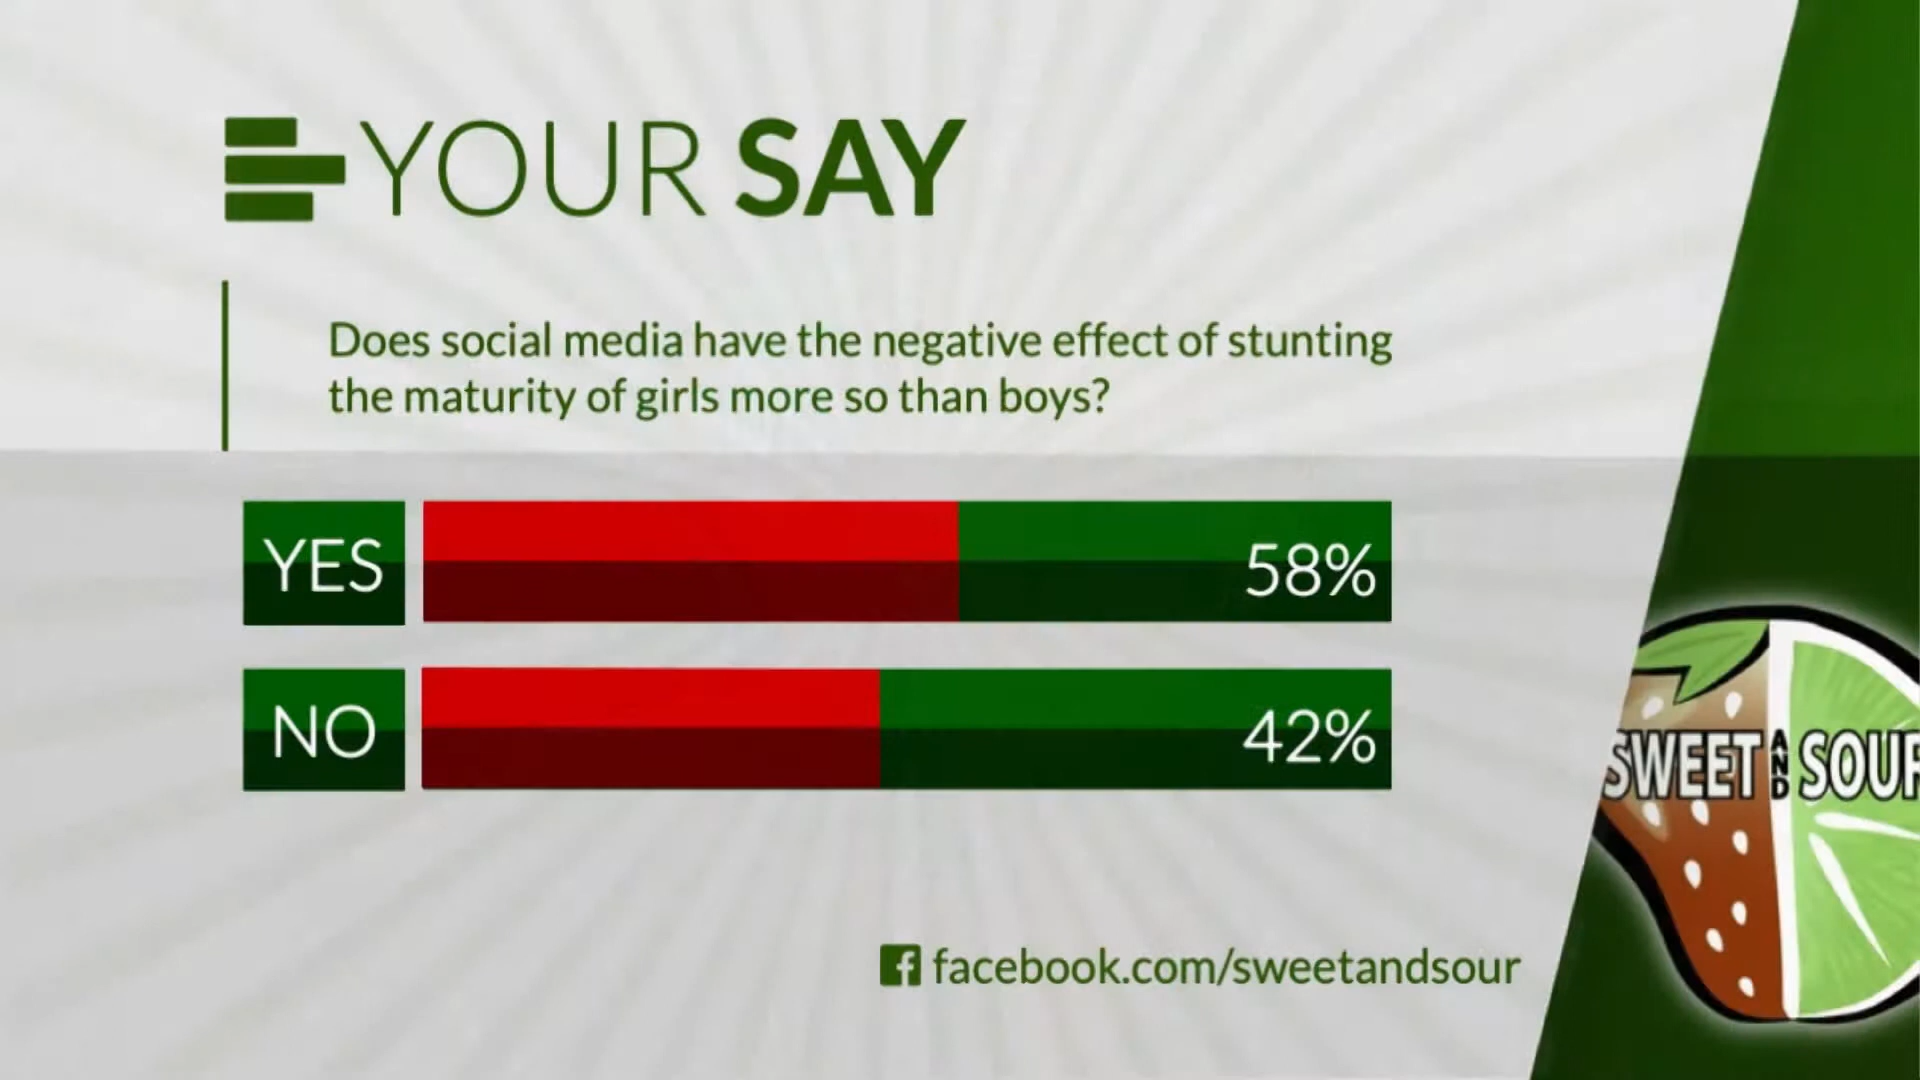 YOUR SAY
Does social media have the negative effect of stunting
the maturity of girls more so than boys?
YES 58%
NO 42%
SWEET AND SOUR
facebook.com/sweetandsour